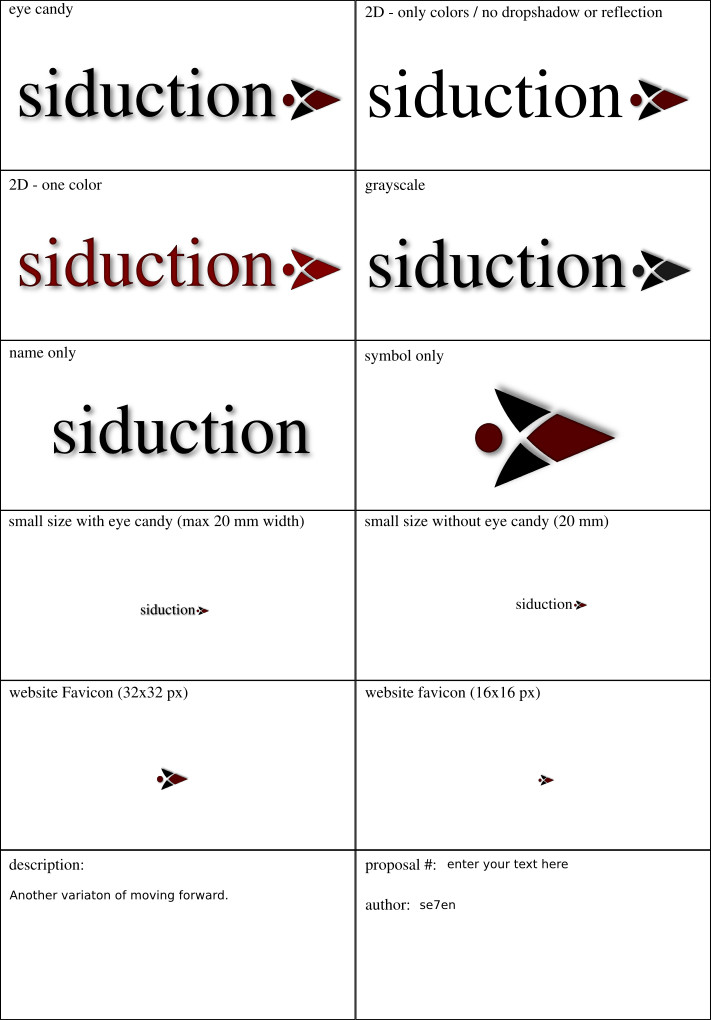 eye candy
2D - only colors / no dropshadow or reflection
siduction
siduction
2D - one color
grayscale
siduction
siduction
name only
symbol only
siduction
small size with eye candy (max 20 mm width)
small size without eye candy (20 mm)
siduction
siduction
website Favicon (32x32 px)
website favicon (16x16 px)
description:
proposal #: enter your text here
Another variaton of moving forward.
author: se7en